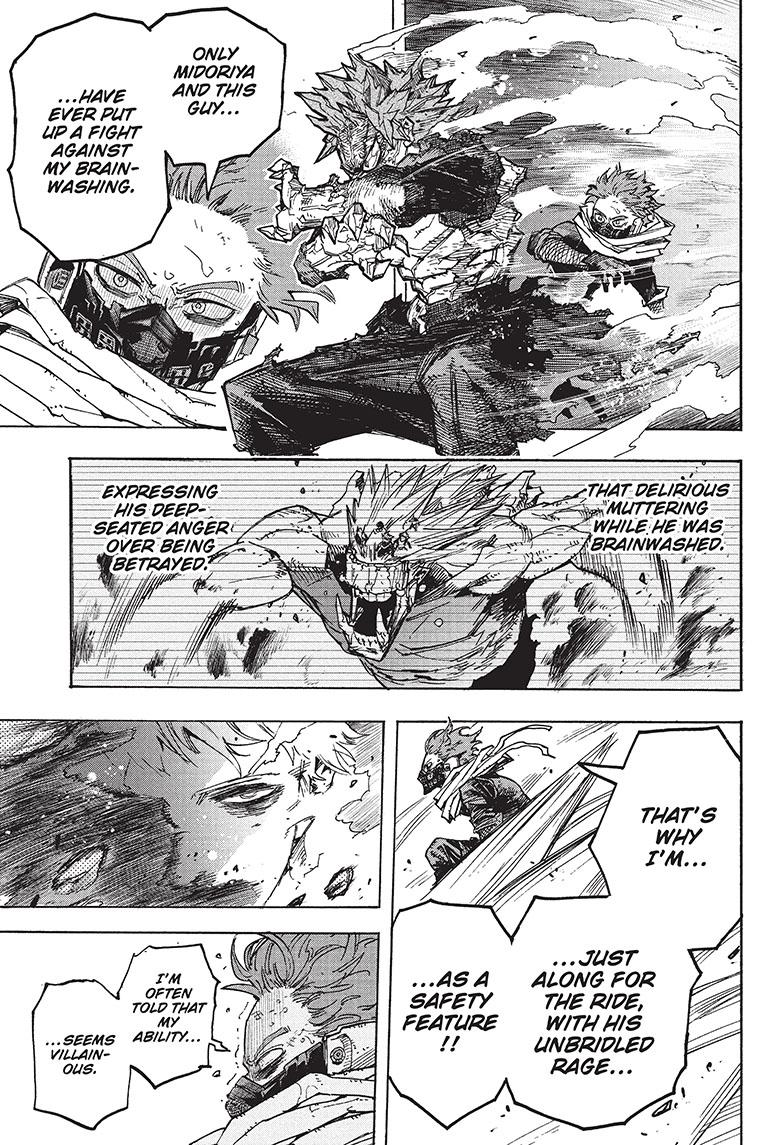 ONLY
MIDORIYA
AND THIS
GUY...
...HAVE
EVER PUT
UP A FIGHT
AGAINST
MY BRAIN-
WASHING.
THAT DELIRIOUS
MUTTERING
WHILE HE WAS
BRAINWASHED.
EXPRESSING
HIS DEEP-
SEATED ANGER
OVER BEING
BETRAYED.
THAT'S
WHY
I'M...
...JUST
ALONG FOR
THE RIDE,
WITH HIS
UNBRIDLED
RAGE...
...AS A
SAFETY
FEATURE
!!
I'M
OFTEN
TOLD THAT
MY
ABILITY...
...SEEMS
VILLAIN-
OUS.